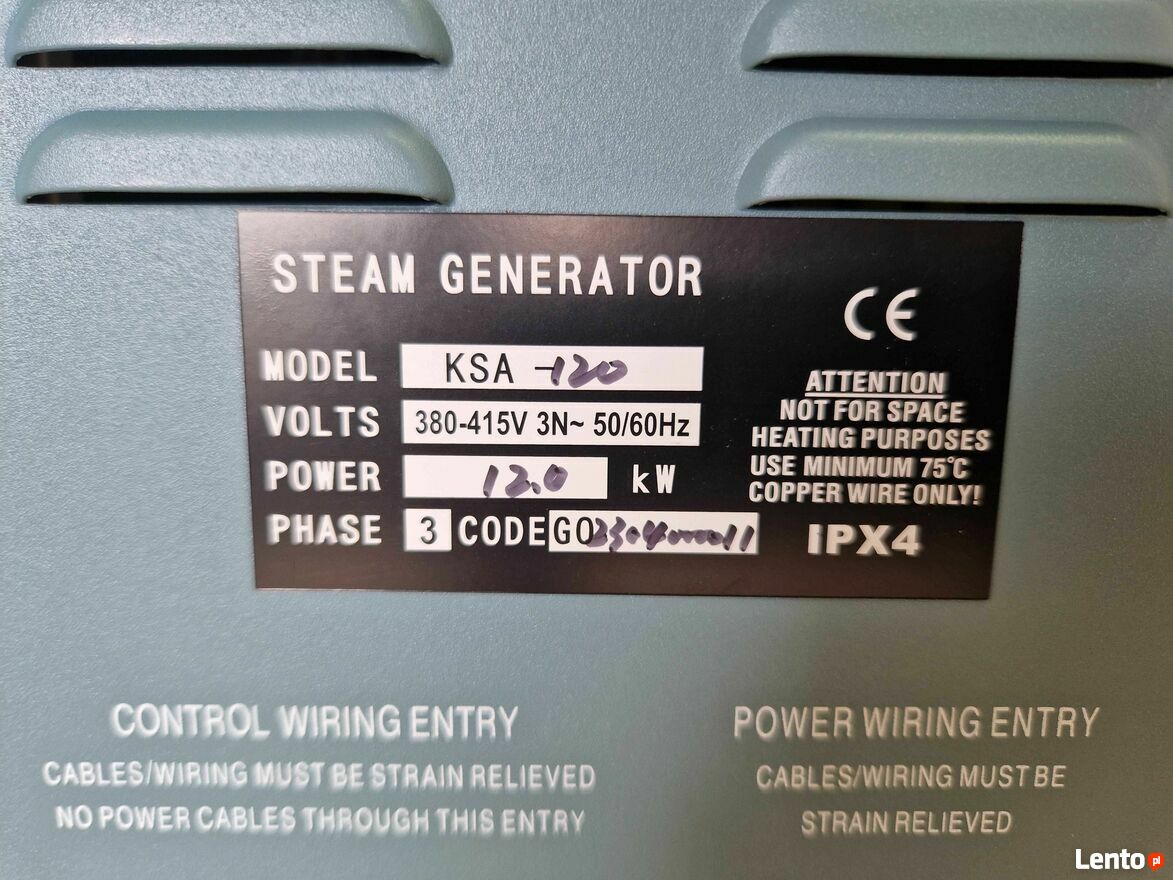 STEAM GENERATOR
CE
MODEL KSA -120
VOLTS 380-415V 3N~ 50/60Hz
POWER 12.0 kW
PHASE 3 CODE GO
ATTENTION
NOT FOR SPACE
HEATING PURPOSES
USE MINIMUM 75°C
COPPER WIRE ONLY!
IPX4
CONTROL WIRING ENTRY
CABLES/WIRING MUST BE STRAIN RELIEVED
NO POWER CABLES THROUGH THIS ENTRY
POWER WIRING ENTRY
CABLES/WIRING MUST BE
STRAIN RELIEVED
Lento pl